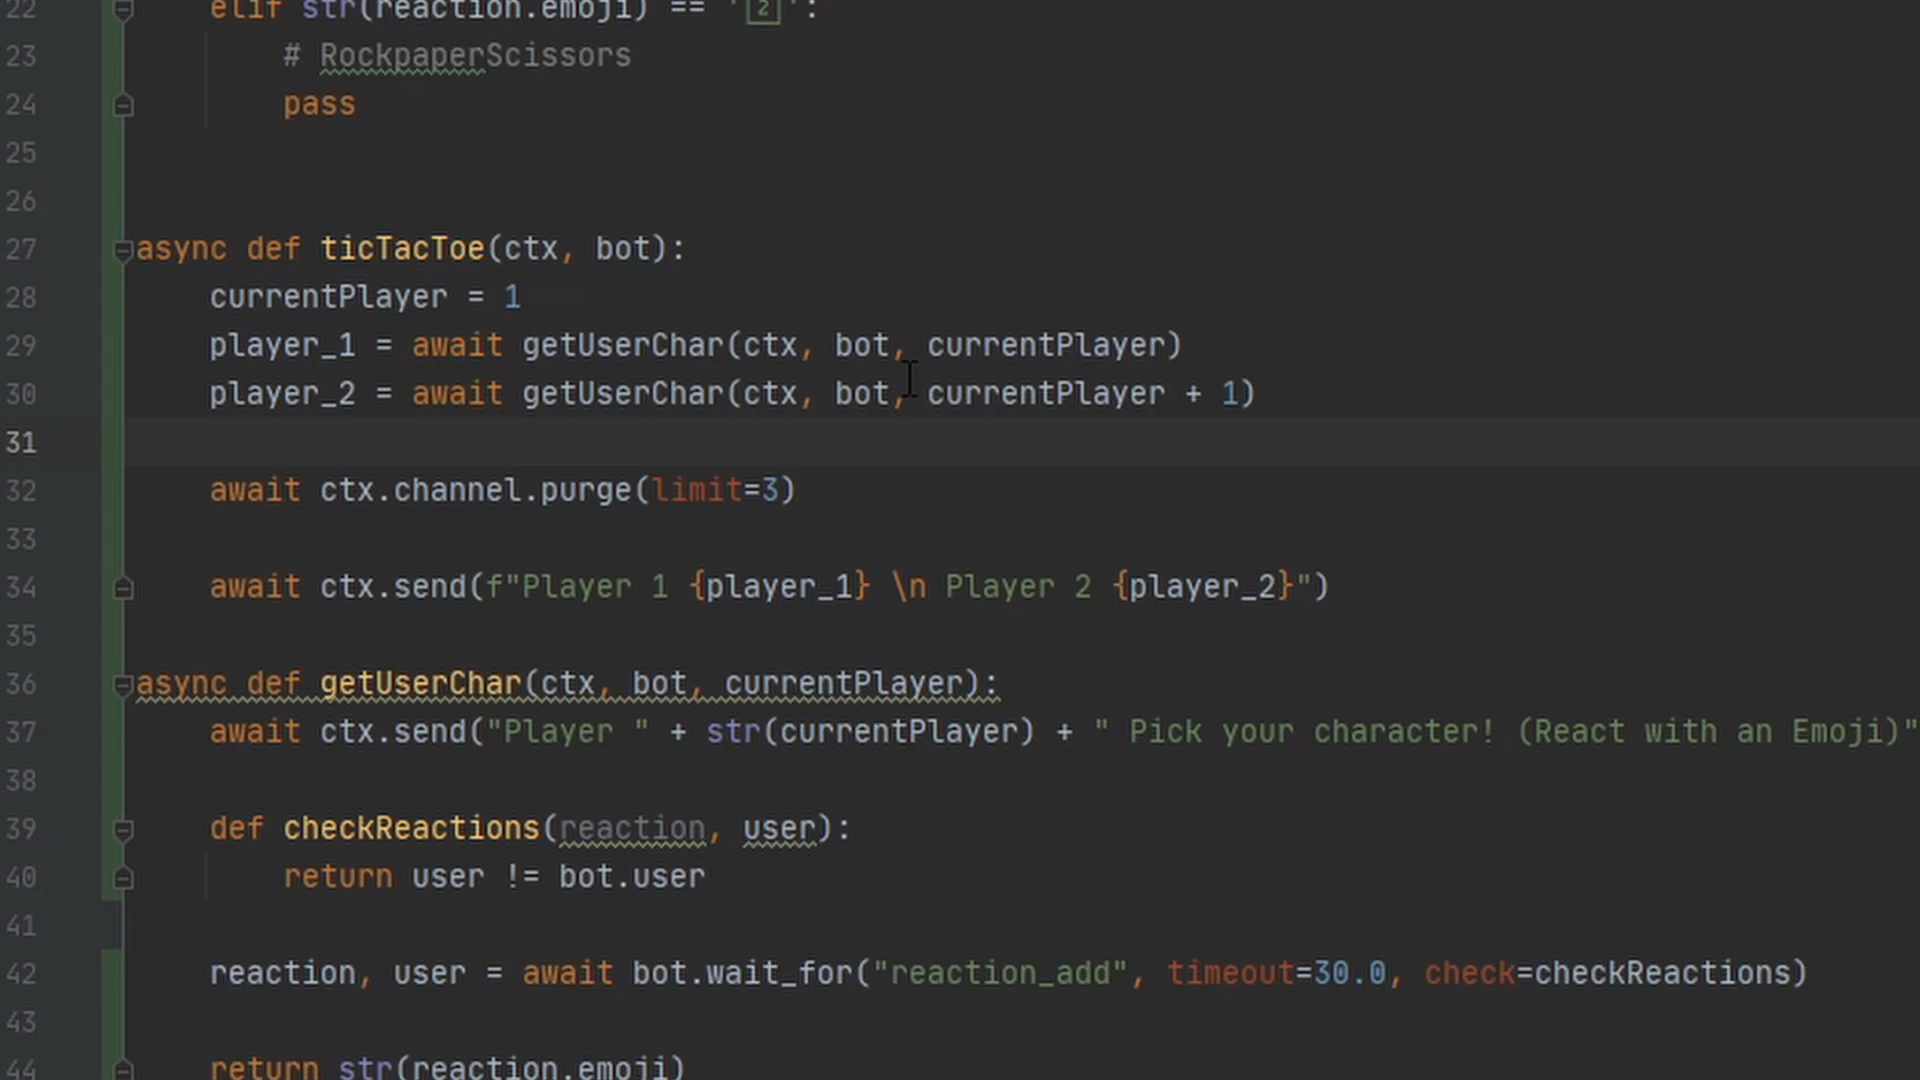 22 elif str(reaction.emoji) == '2️⃣':
23 # RockpaperScissors
24 pass
25
26
27 async def ticTacToe(ctx, bot):
28 currentPlayer = 1
29 player_1 = await getUserChar(ctx, bot, currentPlayer)
30 player_2 = await getUserChar(ctx, bot, currentPlayer + 1)
31
32 await ctx.channel.purge(limit=3)
33
34 await ctx.send(f"Player 1 {player_1} \n Player 2 {player_2}")
35
36 async def getUserChar(ctx, bot, currentPlayer):
37 await ctx.send("Player " + str(currentPlayer) + " Pick your character! (React with an Emoji)"
38
39 def checkReactions(reaction, user):
40 return user != bot.user
41
42 reaction, user = await bot.wait_for("reaction_add", timeout=30.0, check=checkReactions)
43
44 return str(reaction.emoji)